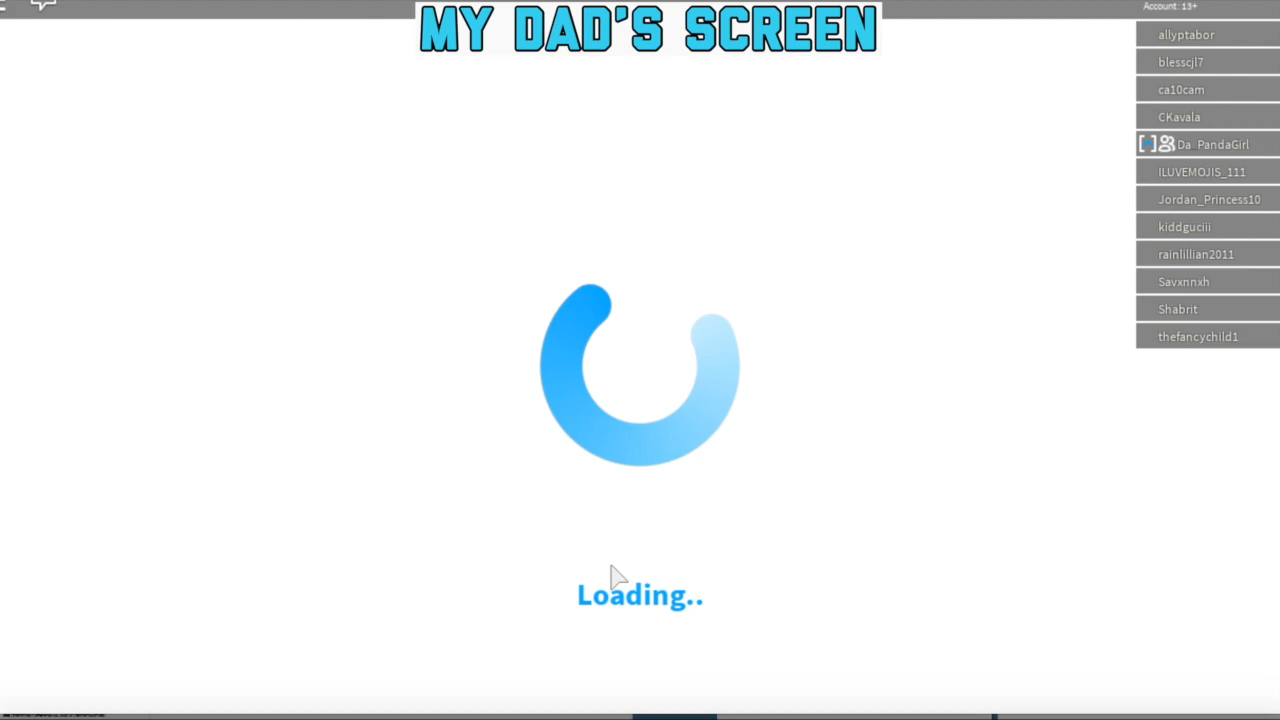 MY DAD'S SCREEN
Account: 13+
allyptabor
blesscjl7
ca10cam
CKavala
Da_PandaGirl
ILUVEMOJIS_111
Jordan_Princess10
kiddguciii
rainlillian2011
Savxnnxh
Shabrit
thefancychild1
Loading..